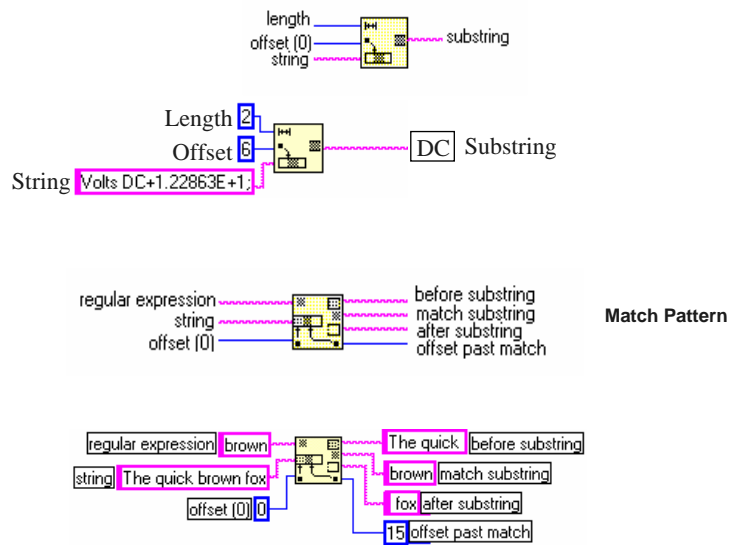 length
offset (0)
string
substring
Length 2
Offset 6
String Volts DC+1.22863E+1;
DC Substring
regular expression
string
offset (0)
before substring
match substring
after substring
offset past match
Match Pattern
regular expression brown
string The quick brown fox
offset (0) 0
The quick before substring
brown match substring
fox after substring
15 offset past match